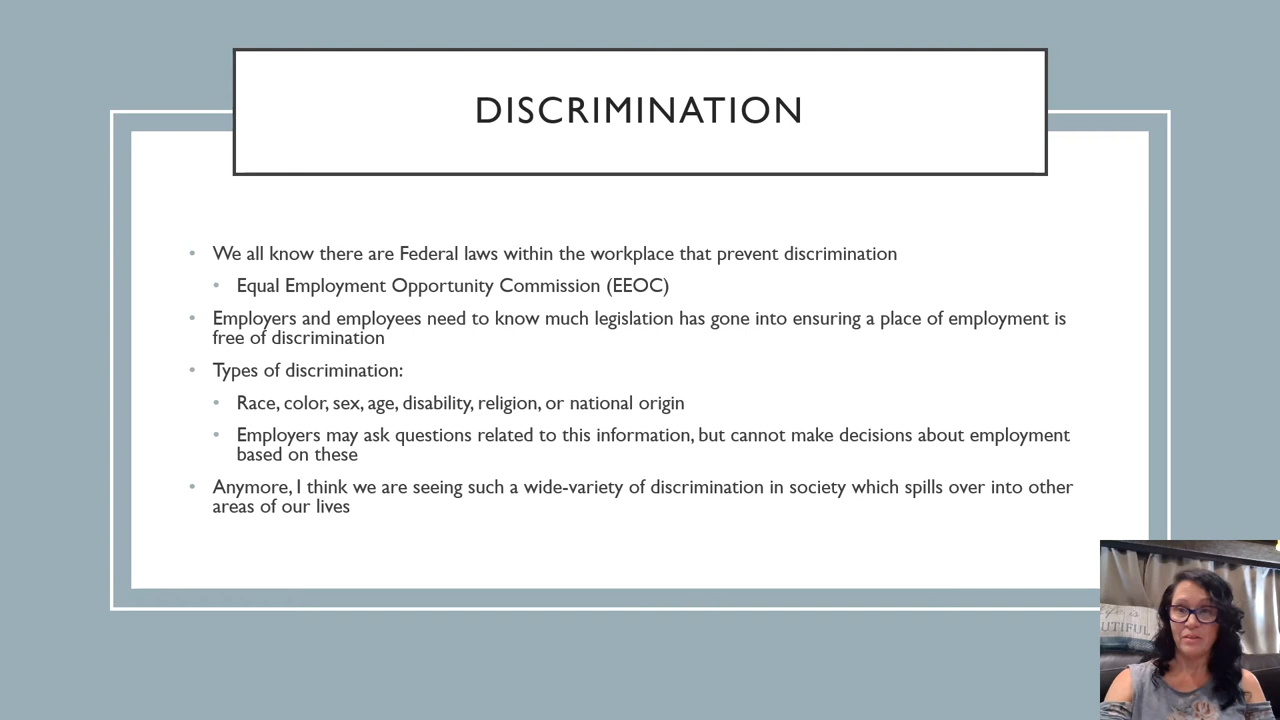 DISCRIMINATION
• We all know there are Federal laws within the workplace that prevent discrimination
• Equal Employment Opportunity Commission (EEOC)
• Employers and employees need to know much legislation has gone into ensuring a place of employment is
free of discrimination
• Types of discrimination:
• Race, color, sex, age, disability, religion, or national origin
• Employers may ask questions related to this information, but cannot make decisions about employment
based on these
• Anymore, I think we are seeing such a wide-variety of discrimination in society which spills over into other
areas of our lives
is
UTIFUL